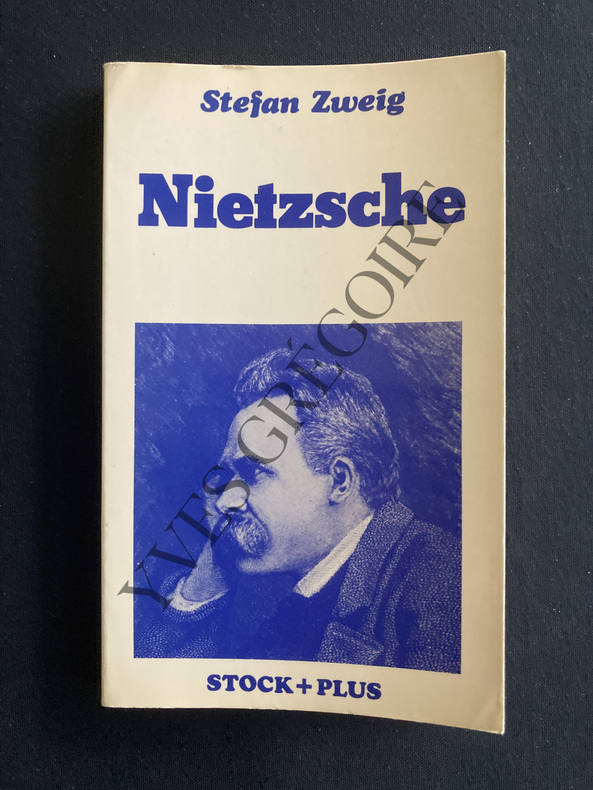 Stefan Zweig
Nietzsche
YVES GRÉGOIRE
STOCK+PLUS